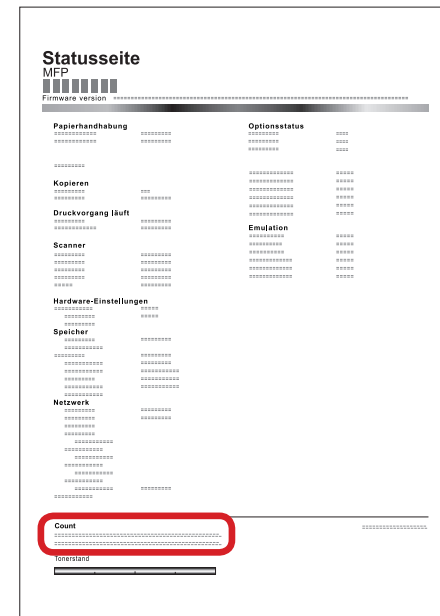 Statusseite
MFP
Firmware version
Papierhandhabung
Kopieren
Druckvorgang läuft
Scanner
Hardware-Einstellungen
Speicher
Netzwerk
Optionsstatus
Emulation
Count
Tonerstand